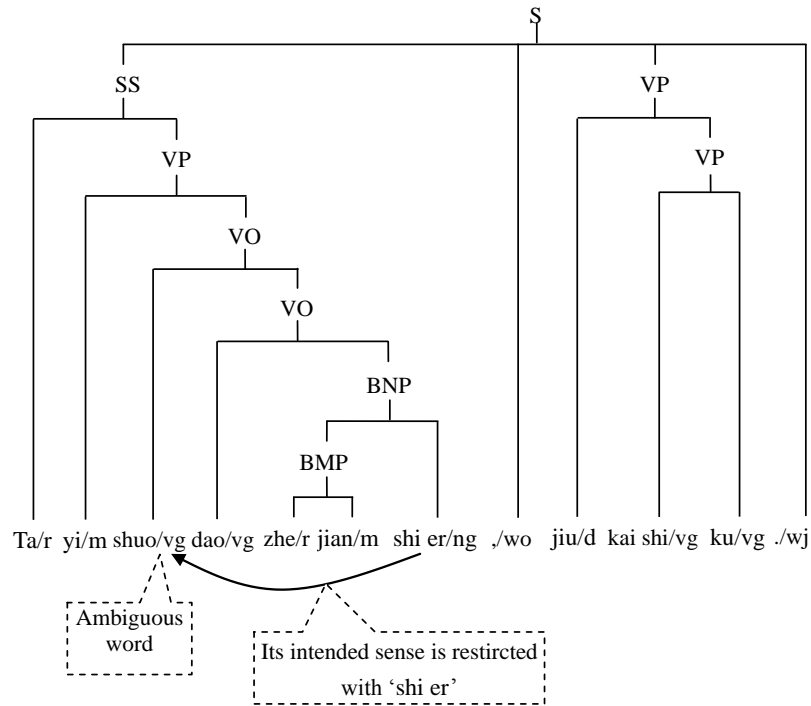 S
SS VP
VP VP
VO
VO
BNP
BMP
Ta/r yi/m shuo/vg dao/vg zhe/r jian/m shi er/ng ,/wo jiu/d kai shi/vg ku/vg ./wj
Ambiguous
word
Its intended sense is restircted
with ‘shi er’